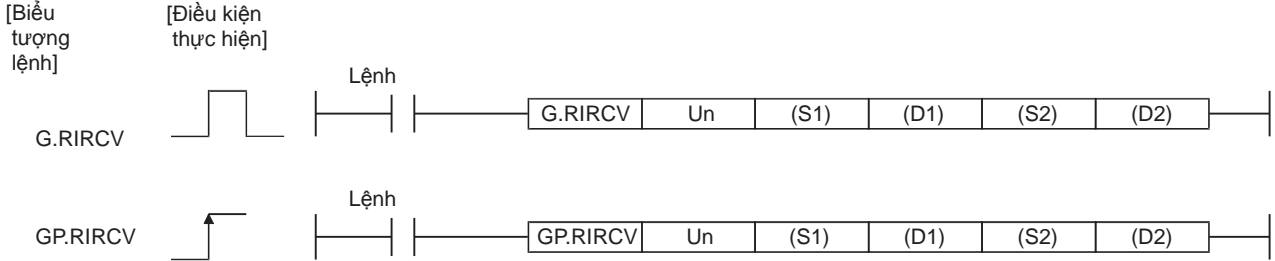 [Biểu
tượng
lệnh]
[Điều kiện
thực hiện]
Lệnh
G.RIRCV
G.RIRCV Un (S1) (D1) (S2) (D2)
Lệnh
GP.RIRCV
GP.RIRCV Un (S1) (D1) (S2) (D2)